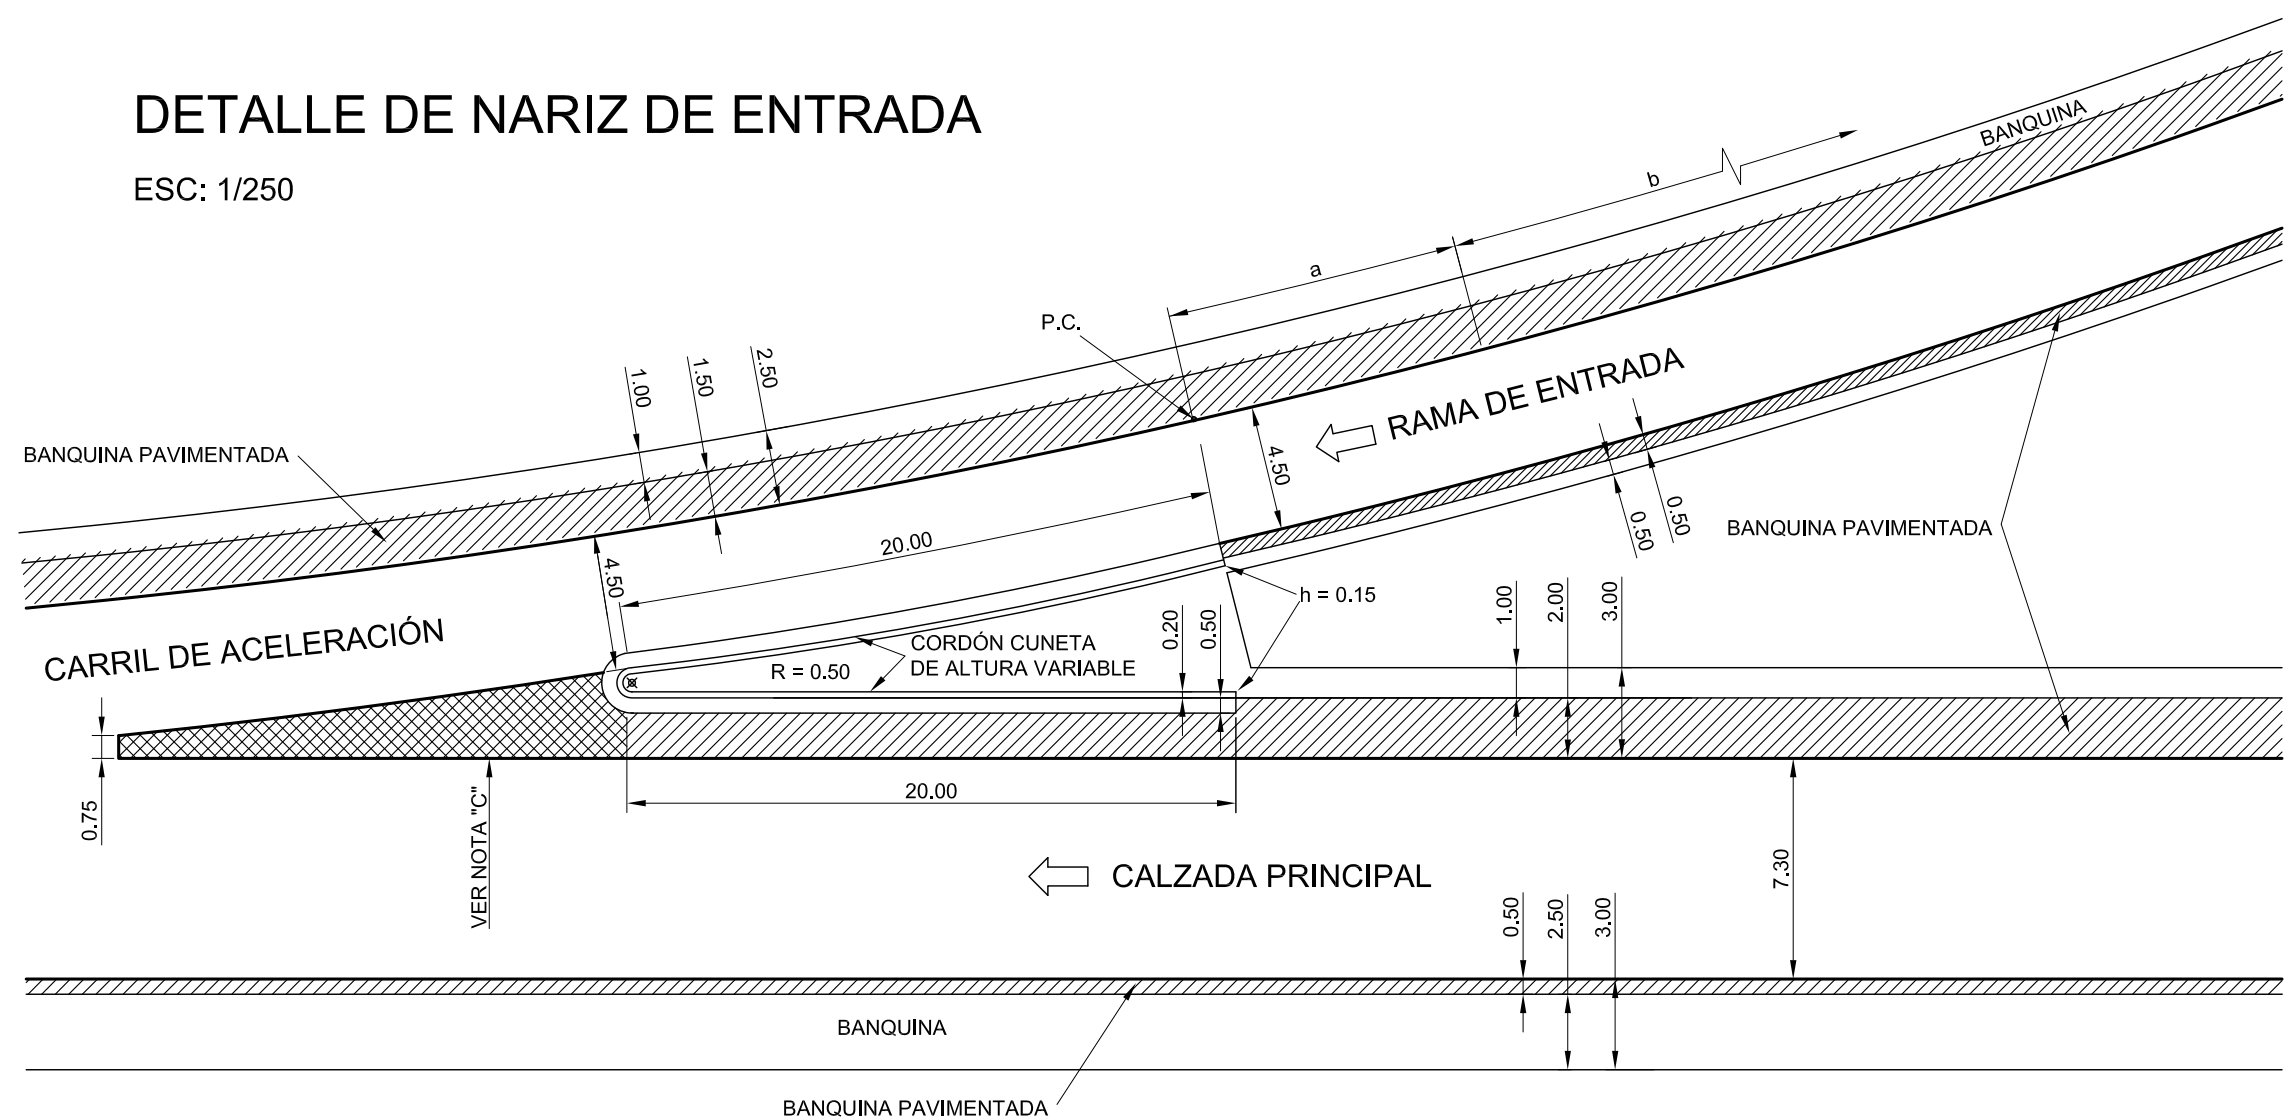 DETALLE DE NARIZ DE ENTRADA
ESC: 1/250
BANQUINA
b
a
P.C.
1.00
1.50
2.50
RAMA DE ENTRADA
BANQUINA PAVIMENTADA
4.50
0.50
0.50
BANQUINA PAVIMENTADA
20.00
4.50
h = 0.15
CARRIL DE ACELERACIÓN
CORDÓN CUNETA
DE ALTURA VARIABLE
R = 0.50
0.20
0.50
1.00
2.00
3.00
0.75
VER NOTA "C"
20.00
CALZADA PRINCIPAL
7.30
0.50
2.50
3.00
BANQUINA
BANQUINA PAVIMENTADA